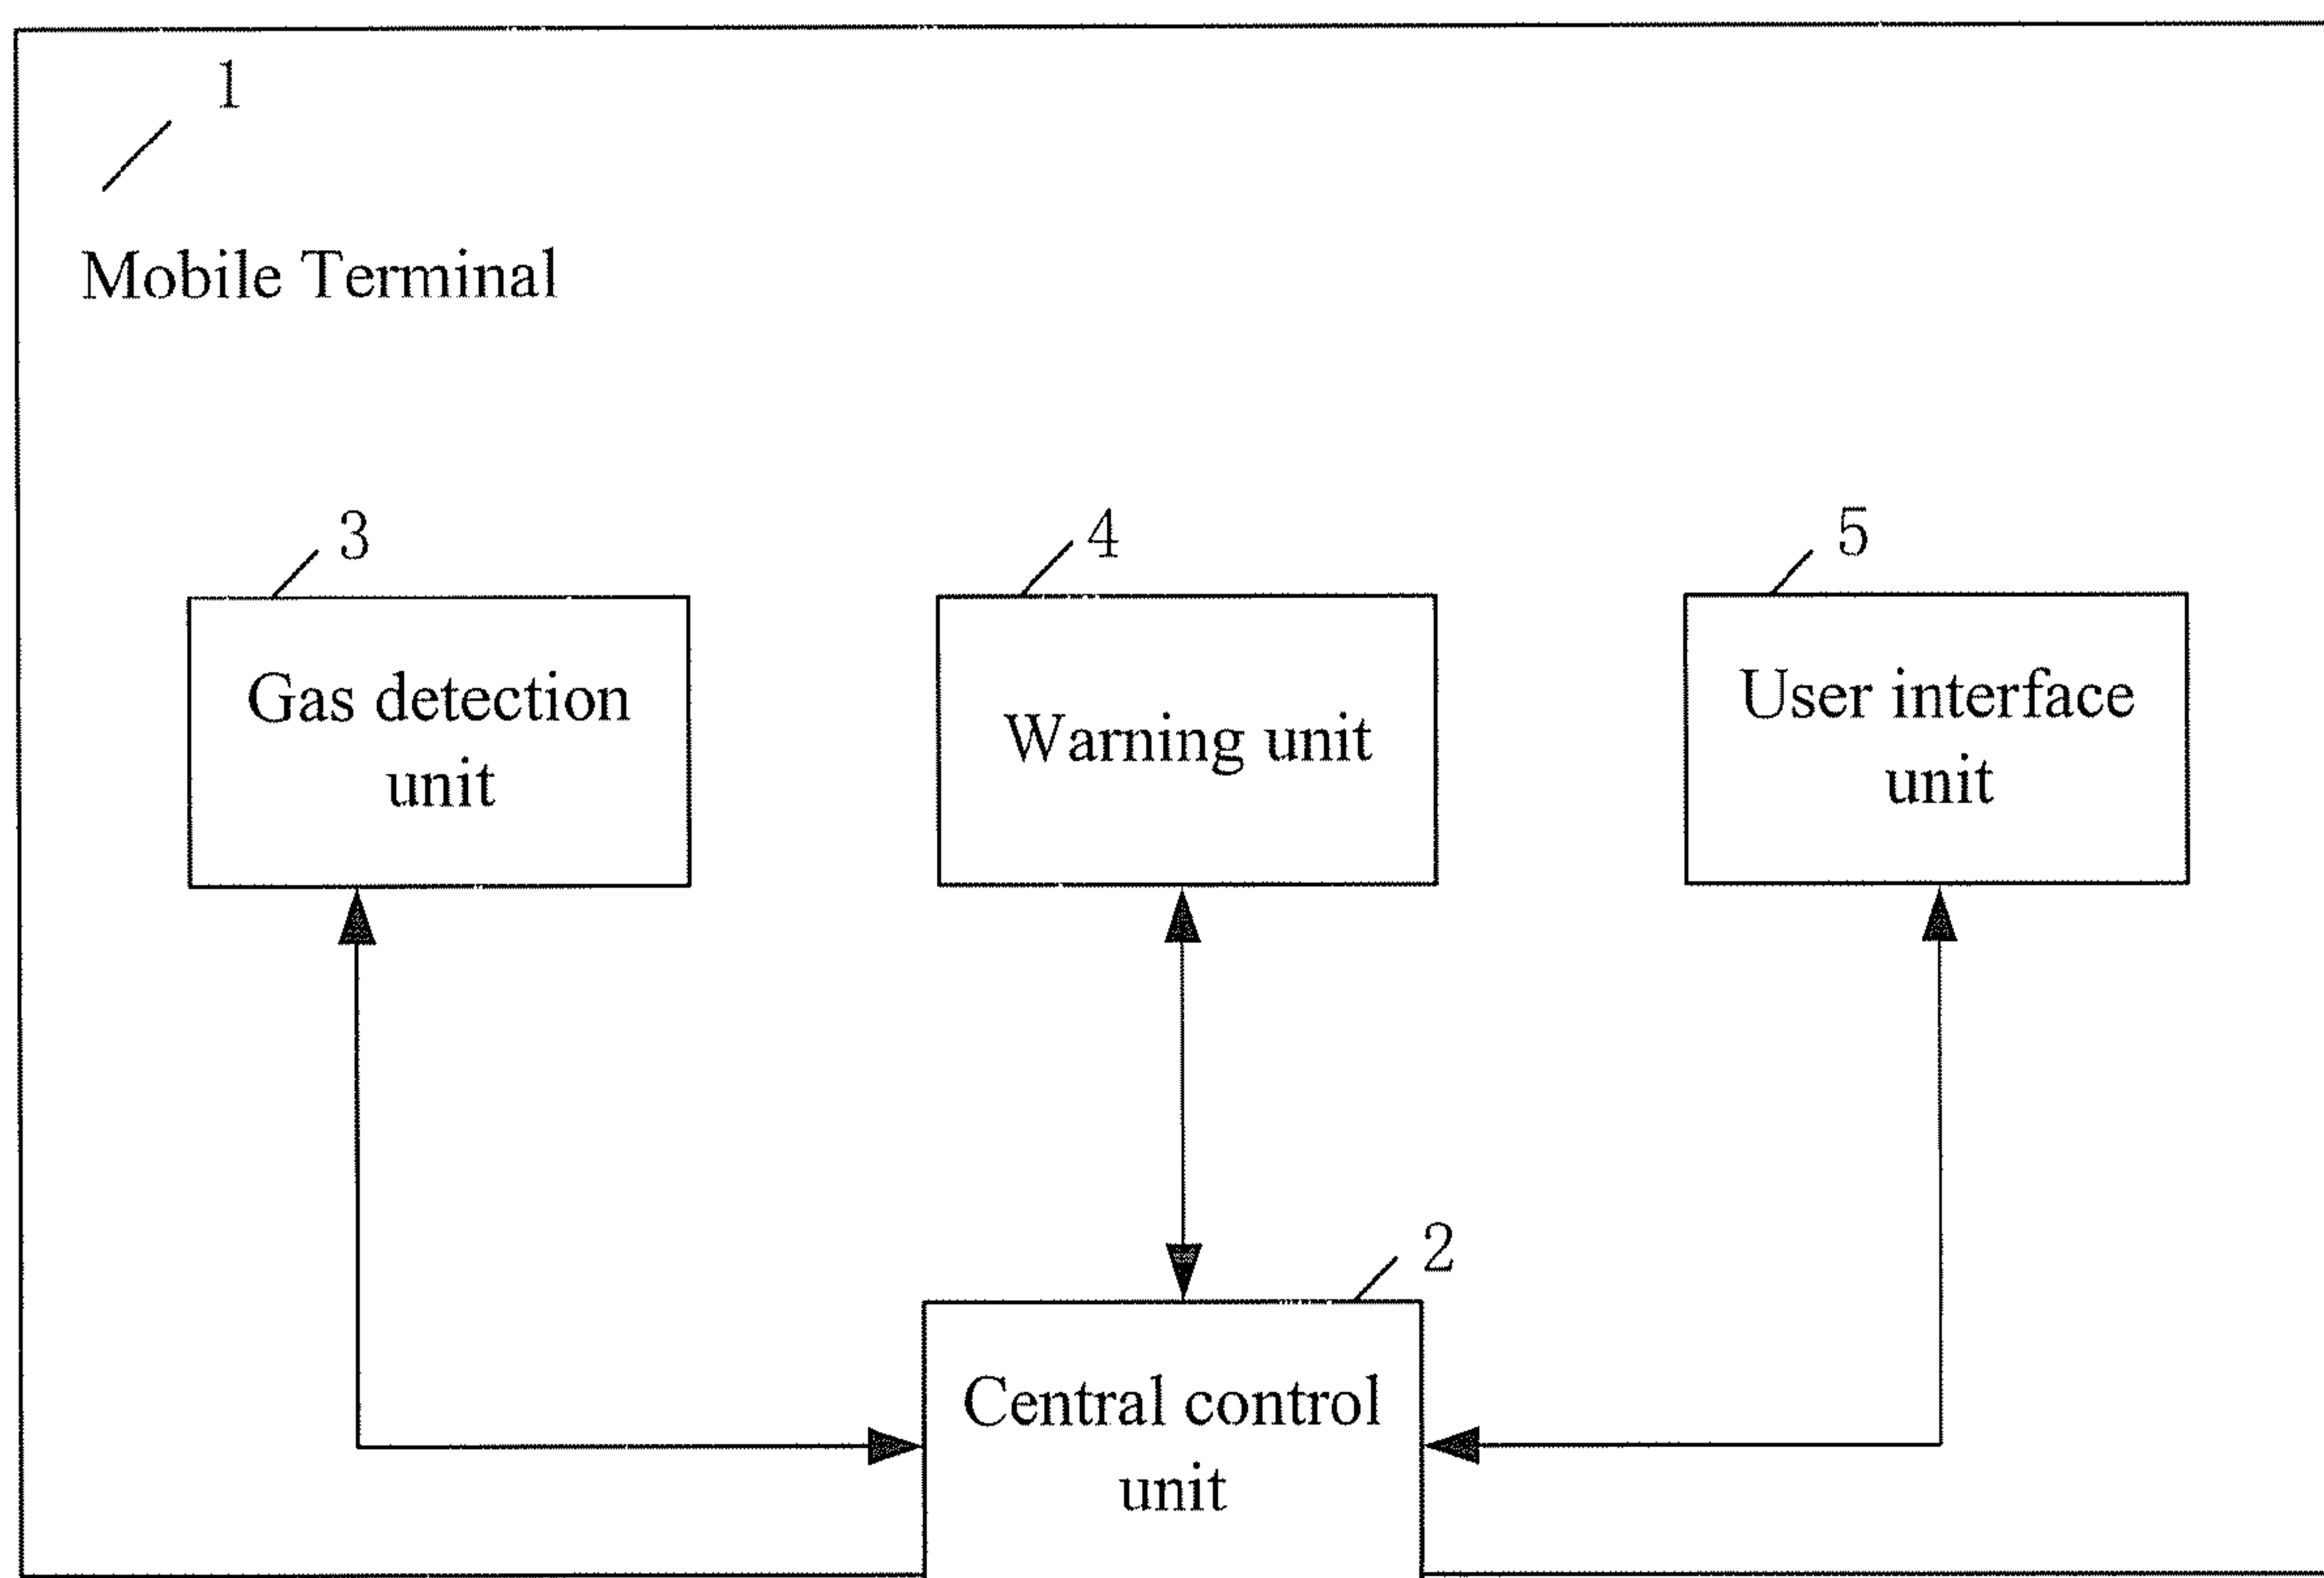 1
Mobile Terminal
3
4
5
Gas detection
unit
Warning unit
User interface
unit
2
Central control
unit